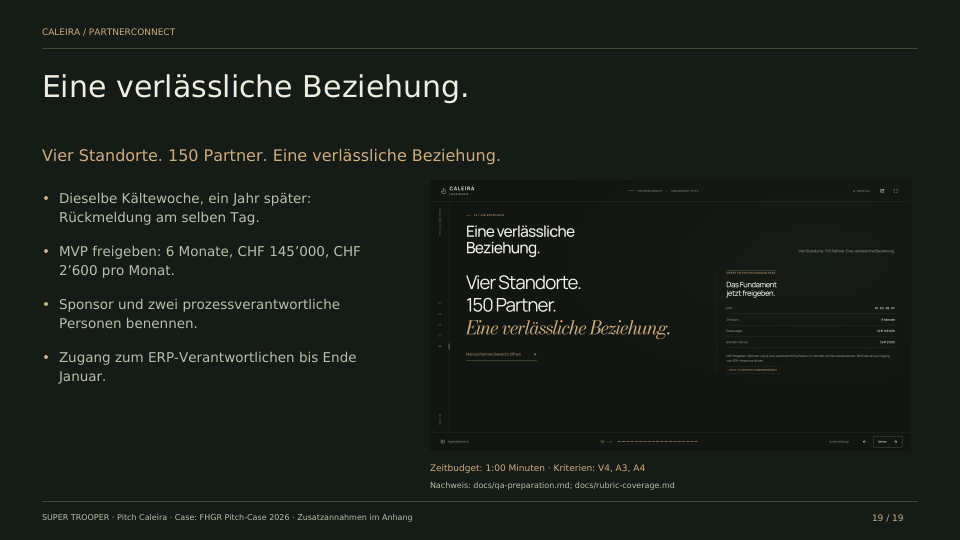 CALEIRA / PARTNERCONNECT
Eine verlässliche Beziehung.
Vier Standorte. 150 Partner. Eine verlässliche Beziehung.
• Dieselbe Kältewoche, ein Jahr später:
Rückmeldung am selben Tag.
• MVP freigeben: 6 Monate, CHF 145’000, CHF
2’600 pro Monat.
• Sponsor und zwei prozessverantwortliche
Personen benennen.
• Zugang zum ERP-Verantwortlichen bis Ende
Januar.
CALEIRA
Eine verlässliche
Beziehung.
Vier Standorte. 150 Partner. Eine verlässliche Beziehung.
Vier Standorte.
150 Partner.
Eine verlässliche Beziehung.
Das Fundament
jetzt freigeben.
6 Monate
Zeitbudget: 1:00 Minuten · Kriterien: V4, A3, A4
Nachweis: docs/qa-preparation.md; docs/rubric-coverage.md
SUPER TROOPER · Pitch Caleira · Case: FHGR Pitch-Case 2026 · Zusatzannahmen im Anhang
19 / 19